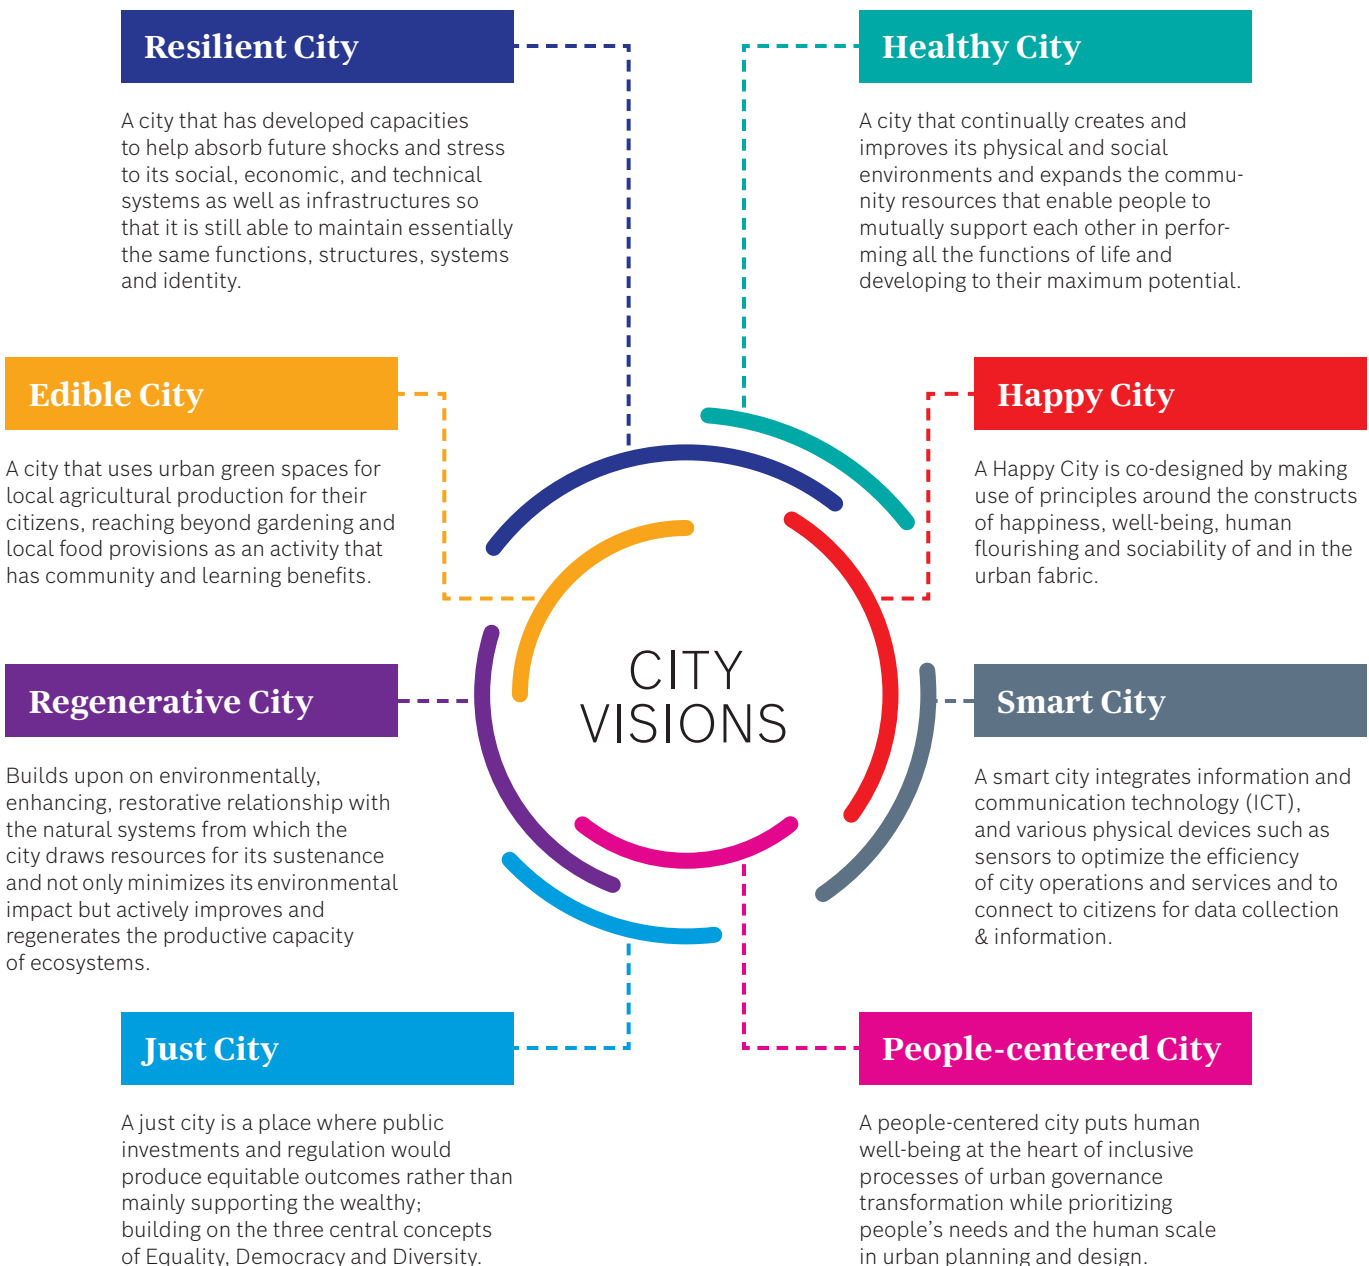 Resilient City
A city that has developed capacities
to help absorb future shocks and stress
to its social, economic, and technical
systems as well as infrastructures so
that it is still able to maintain essentially
the same functions, structures, systems
and identity.
Healthy City
A city that continually creates and
improves its physical and social
environments and expands the commu-
nity resources that enable people to
mutually support each other in perfor-
ming all the functions of life and
developing to their maximum potential.
Edible City
A city that uses urban green spaces for
local agricultural production for their
citizens, reaching beyond gardening and
local food provisions as an activity that
has community and learning benefits.
Happy City
A Happy City is co-designed by making
use of principles around the constructs
of happiness, well-being, human
flourishing and sociability of and in the
urban fabric.
CITY
VISIONS
Regenerative City
Builds upon on environmentally,
enhancing, restorative relationship with
the natural systems from which the
city draws resources for its sustenance
and not only minimizes its environmental
impact but actively improves and
regenerates the productive capacity
of ecosystems.
Smart City
A smart city integrates information and
communication technology (ICT),
and various physical devices such as
sensors to optimize the efficiency
of city operations and services and to
connect to citizens for data collection
& information.
Just City
A just city is a place where public
investments and regulation would
produce equitable outcomes rather than
mainly supporting the wealthy;
building on the three central concepts
of Equality, Democracy and Diversity.
People-centered City
A people-centered city puts human
well-being at the heart of inclusive
processes of urban governance
transformation while prioritizing
people’s needs and the human scale
in urban planning and design.